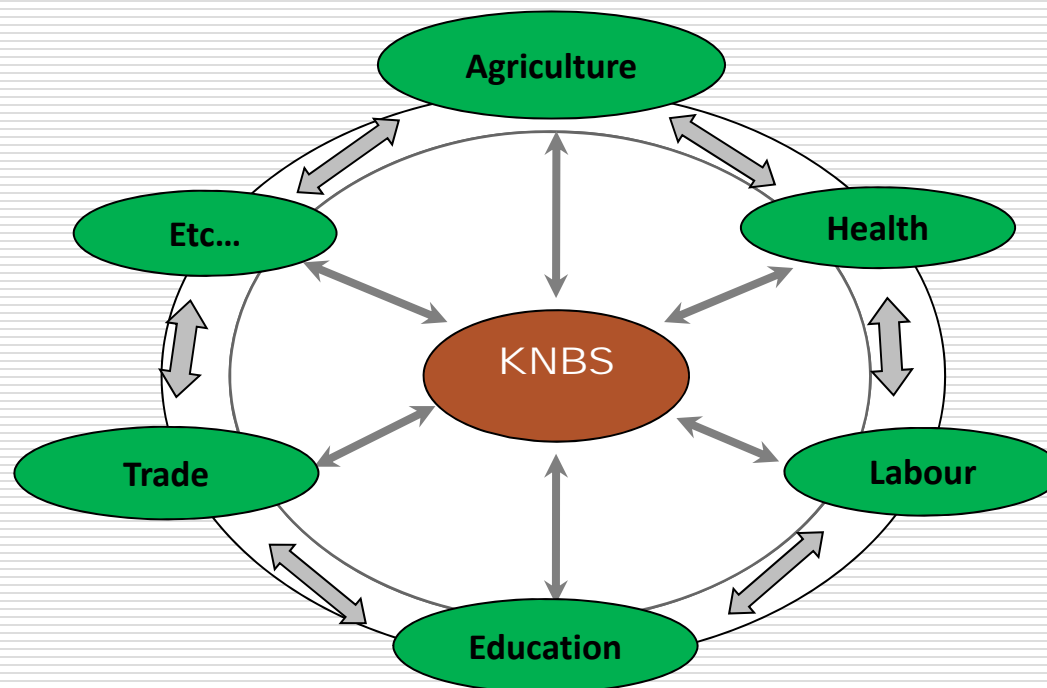 Agriculture
Etc...
Health
KNBS
Trade
Labour
Education